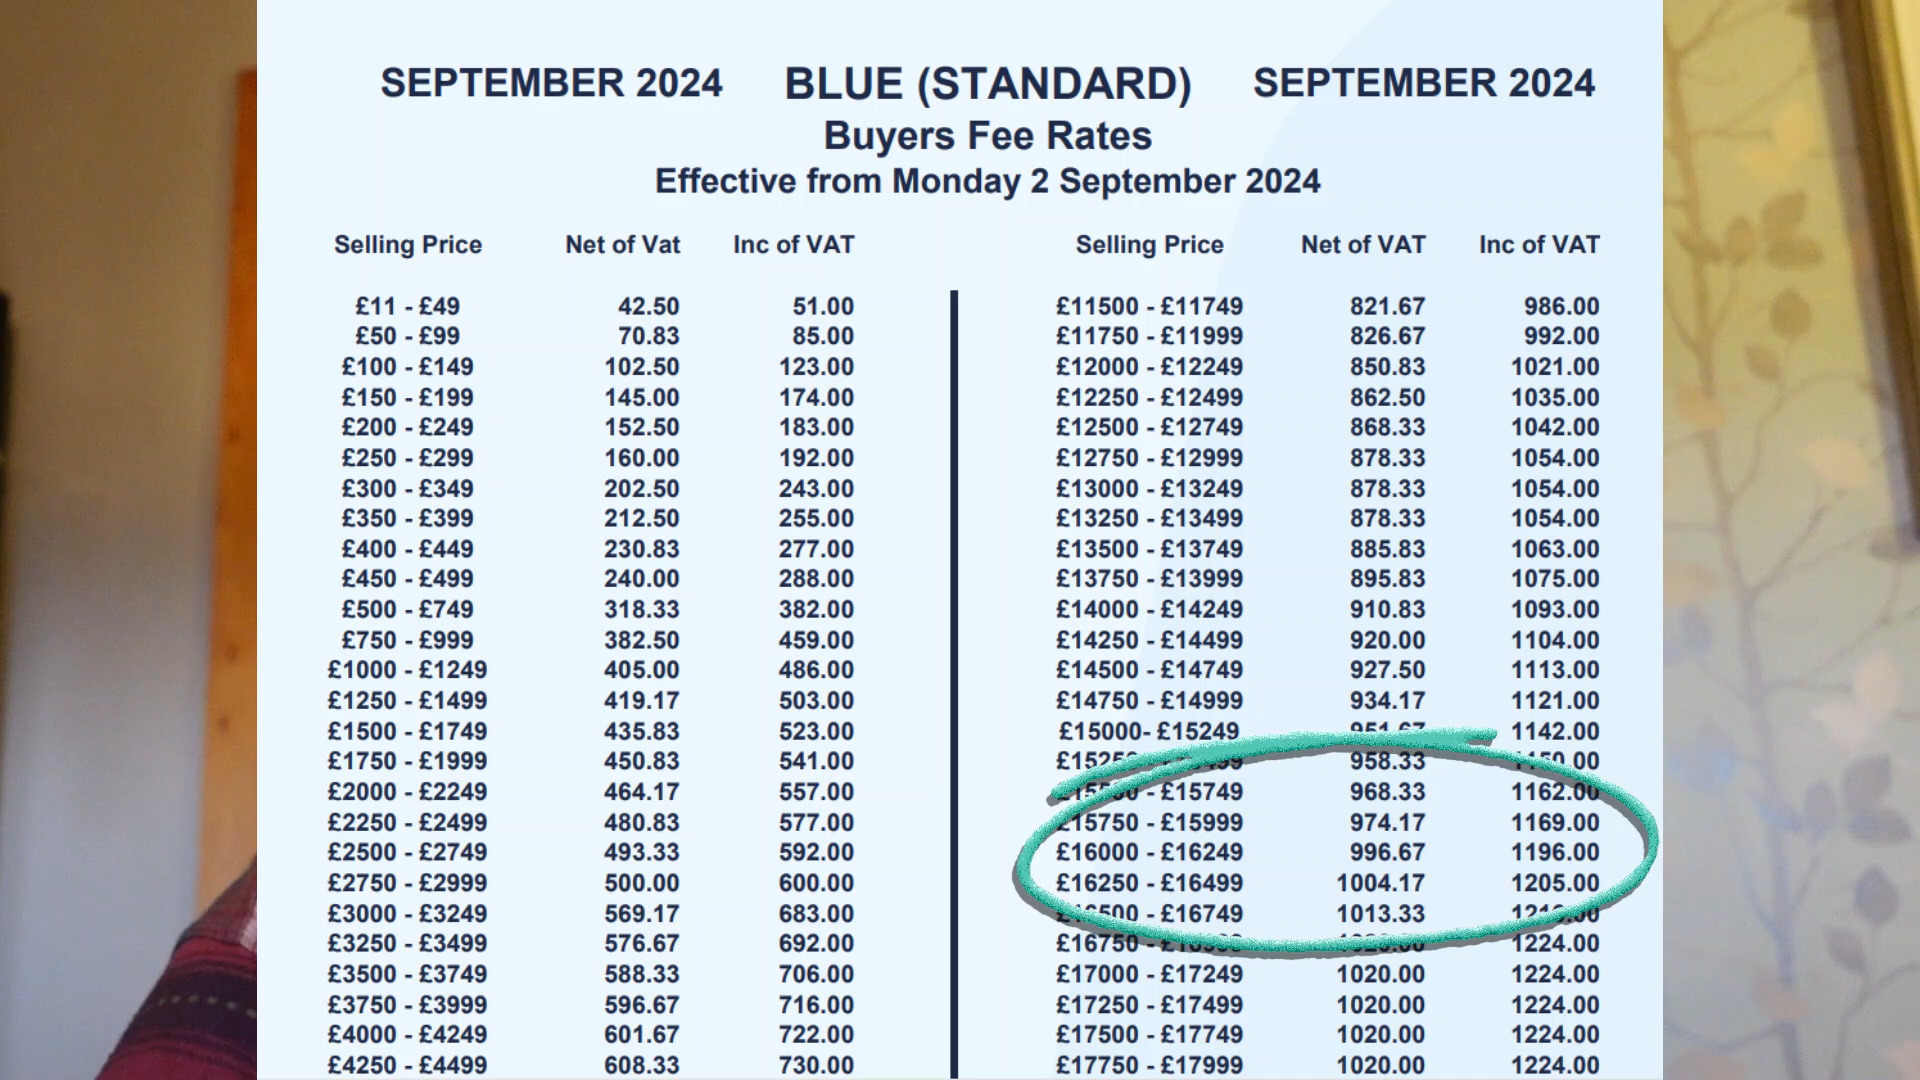 SEPTEMBER 2024 BLUE (STANDARD) SEPTEMBER 2024
Buyers Fee Rates
Effective from Monday 2 September 2024
Selling Price Net of Vat Inc of VAT
£11 - £49 42.50 51.00
£50 - £99 70.83 85.00
£100 - £149 102.50 123.00
£150 - £199 145.00 174.00
£200 - £249 152.50 183.00
£250 - £299 160.00 192.00
£300 - £349 202.50 243.00
£350 - £399 212.50 255.00
£400 - £449 230.83 277.00
£450 - £499 240.00 288.00
£500 - £749 318.33 382.00
£750 - £999 382.50 459.00
£1000 - £1249 405.00 486.00
£1250 - £1499 419.17 503.00
£1500 - £1749 435.83 523.00
£1750 - £1999 450.83 541.00
£2000 - £2249 464.17 557.00
£2250 - £2499 480.83 577.00
£2500 - £2749 493.33 592.00
£2750 - £2999 500.00 600.00
£3000 - £3249 569.17 683.00
£3250 - £3499 576.67 692.00
£3500 - £3749 588.33 706.00
£3750 - £3999 596.67 716.00
£4000 - £4249 601.67 722.00
£4250 - £4499 608.33 730.00
Selling Price Net of VAT Inc of VAT
£11500 - £11749 821.67 986.00
£11750 - £11999 826.67 992.00
£12000 - £12249 850.83 1021.00
£12250 - £12499 862.50 1035.00
£12500 - £12749 868.33 1042.00
£12750 - £12999 878.33 1054.00
£13000 - £13249 878.33 1054.00
£13250 - £13499 878.33 1054.00
£13500 - £13749 885.83 1063.00
£13750 - £13999 895.83 1075.00
£14000 - £14249 910.83 1093.00
£14250 - £14499 920.00 1104.00
£14500 - £14749 927.50 1113.00
£14750 - £14999 934.17 1121.00
£15000- £15249 951.67 1142.00
958.33
- £15749 968.33 1162.00
£15750 - £15999 974.17 1169.00
£16000 - £16249 996.67 1196.00
£16250 - £16499 1004.17 1205.00
- £16749 1013.33
£16750 - 1224.00
£17000 - £17249 1020.00 1224.00
£17250 - £17499 1020.00 1224.00
£17500 - £17749 1020.00 1224.00
£17750 - £17999 1020.00 1224.00